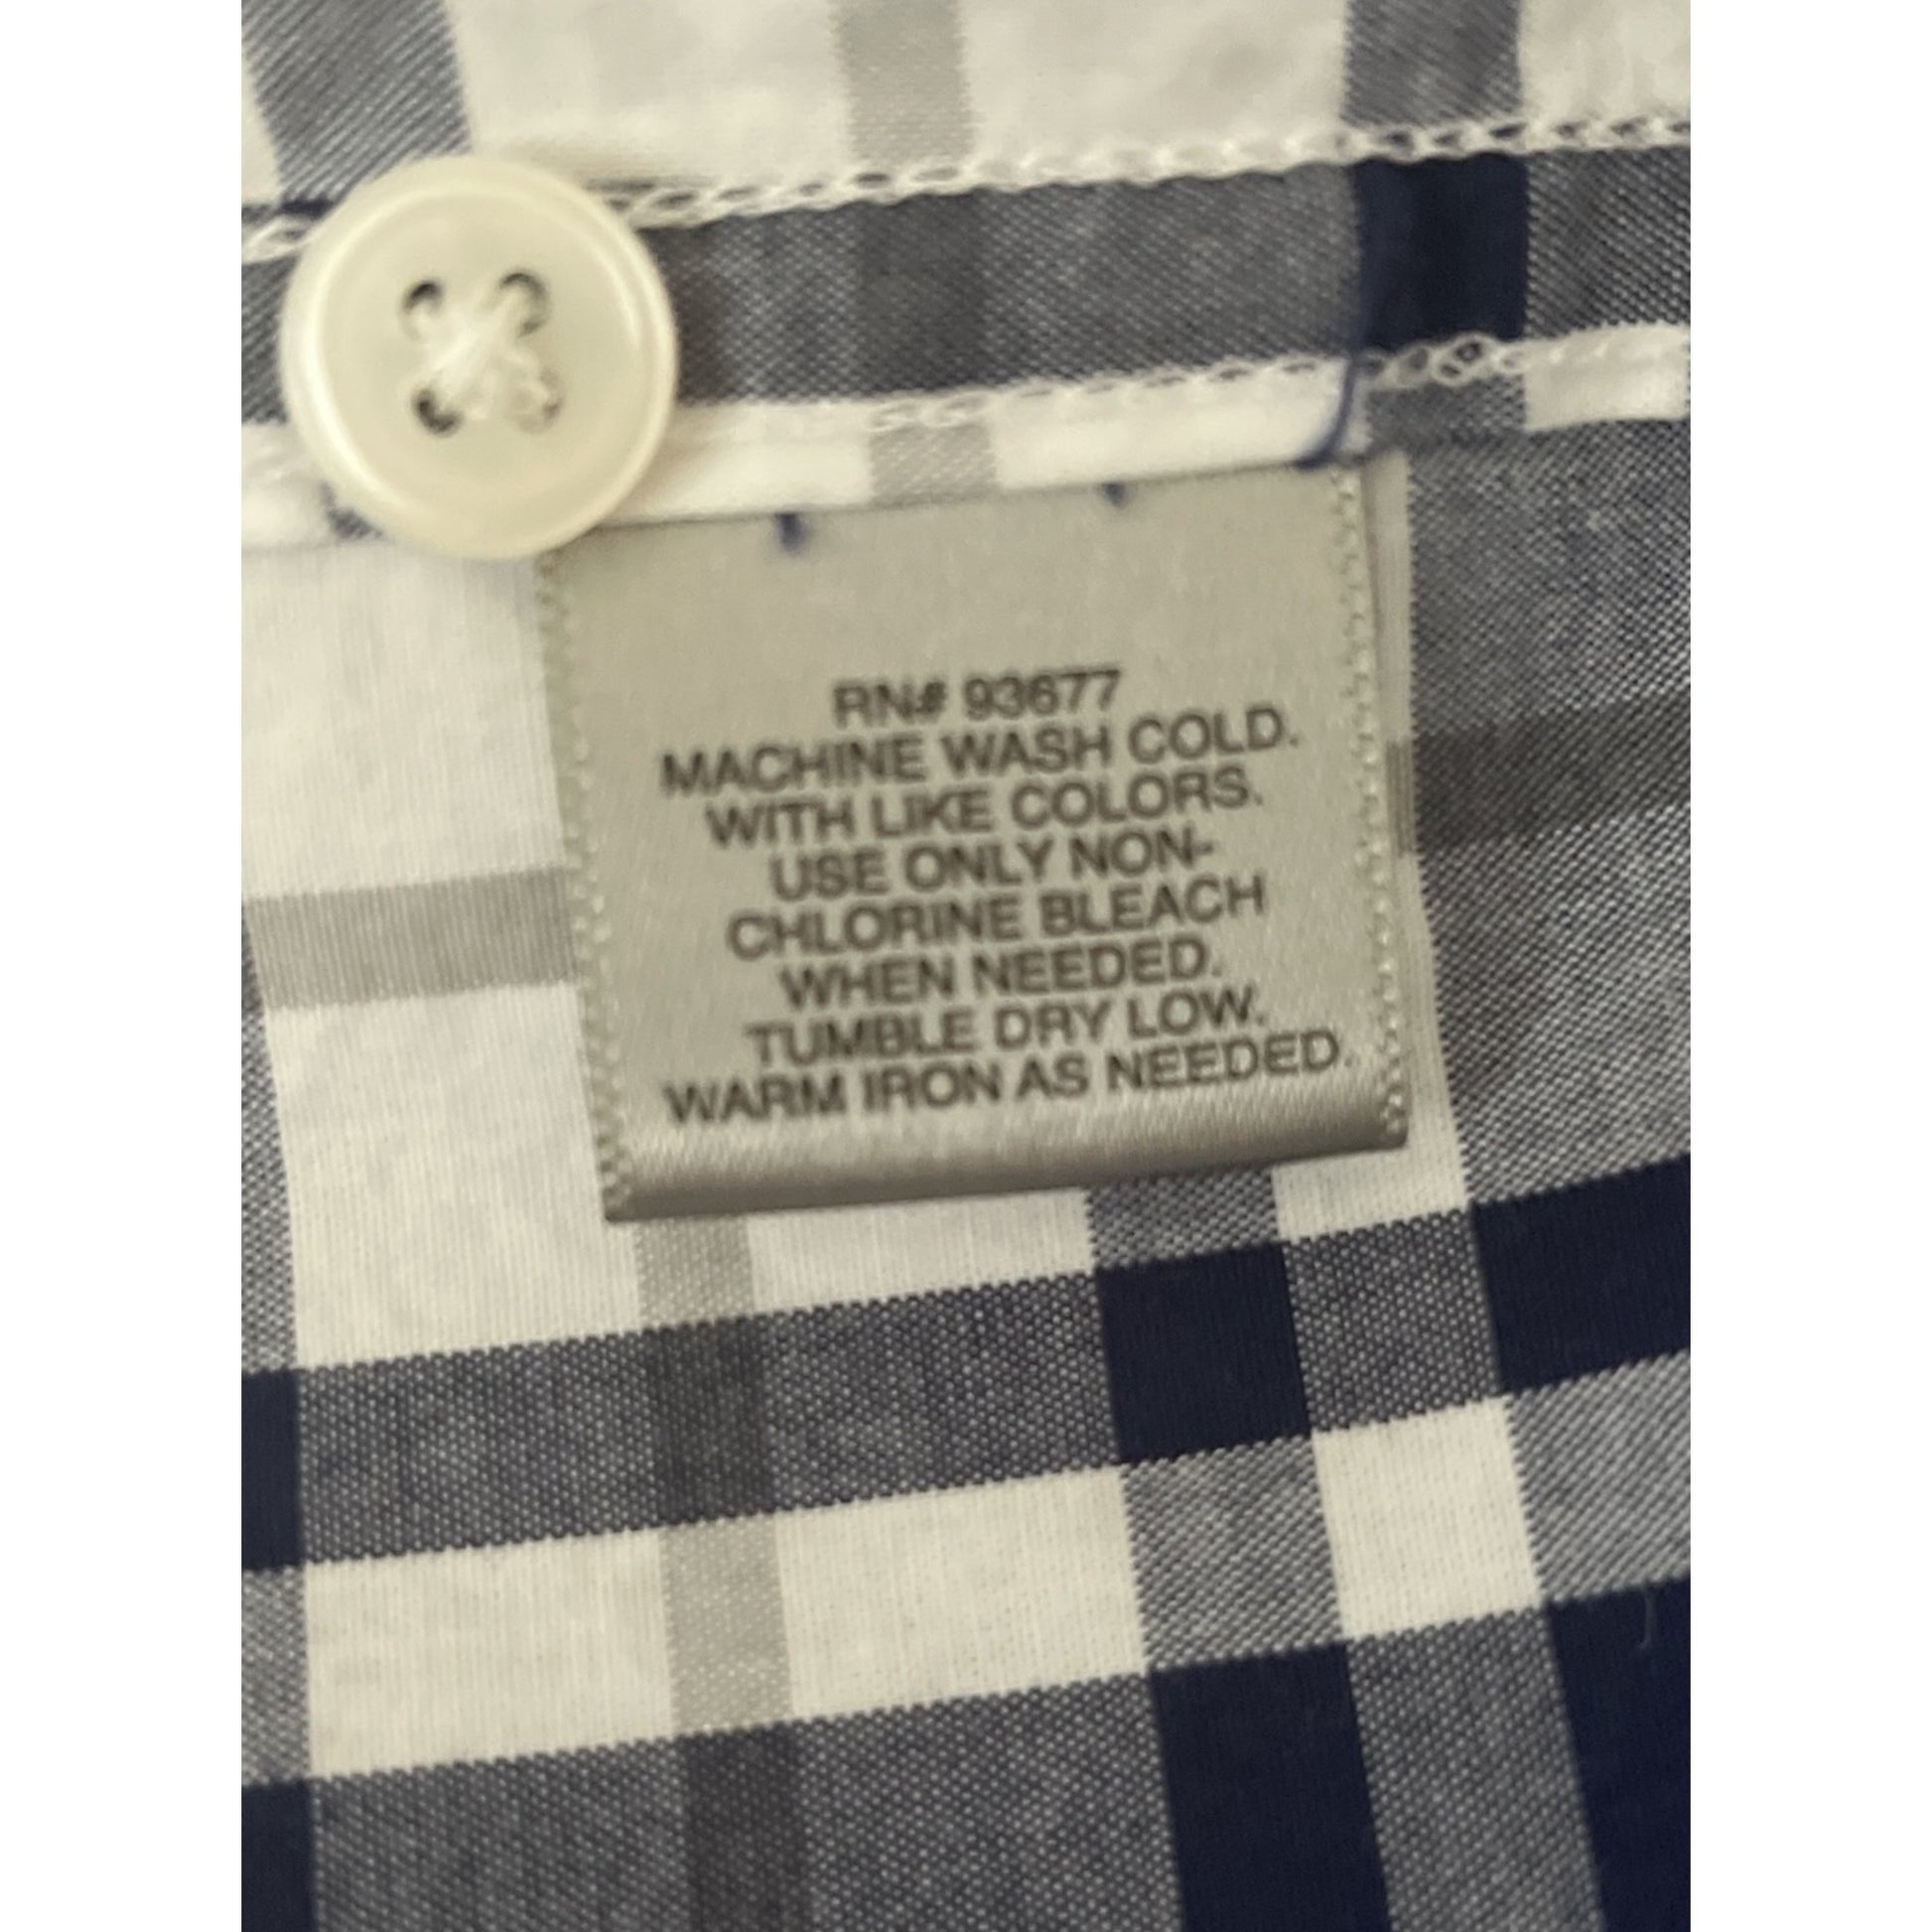 RN# 93677
MACHINE WASH COLD.
WITH LIKE COLORS.
USE ONLY NON-
CHLORINE BLEACH
WHEN NEEDED.
TUMBLE DRY LOW.
WARM IRON AS NEEDED.